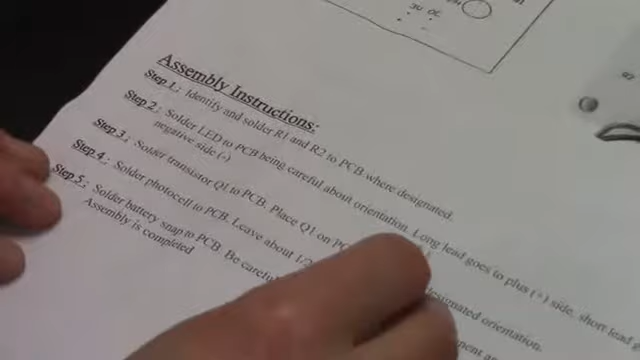 Assembly Instructions:
Step 1: Identify and solder R1 and R2 to PCB where designated.
Step 2: Solder LED to PCB being careful about orientation. Long lead goes to plus (+) side, short lead
negative side (-)
Step 3: Solder transistor Q1 to PCB. Place Q1 on
designated orientation.
Step 4: Solder photocell to PCB. Leave about
Step 5: Solder battery snap to PCB. Be careful
Assembly is completed